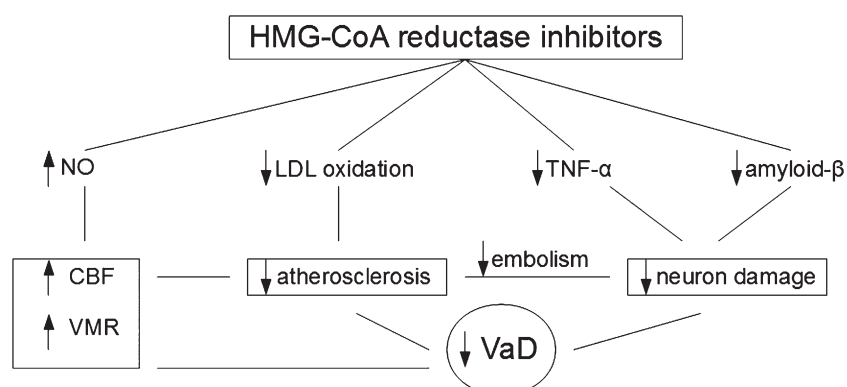 HMG-CoA reductase inhibitors
NO
LDL oxidation
TNF-α
amyloid-β
CBF
VMR
atherosclerosis
embolism
neuron damage
VaD